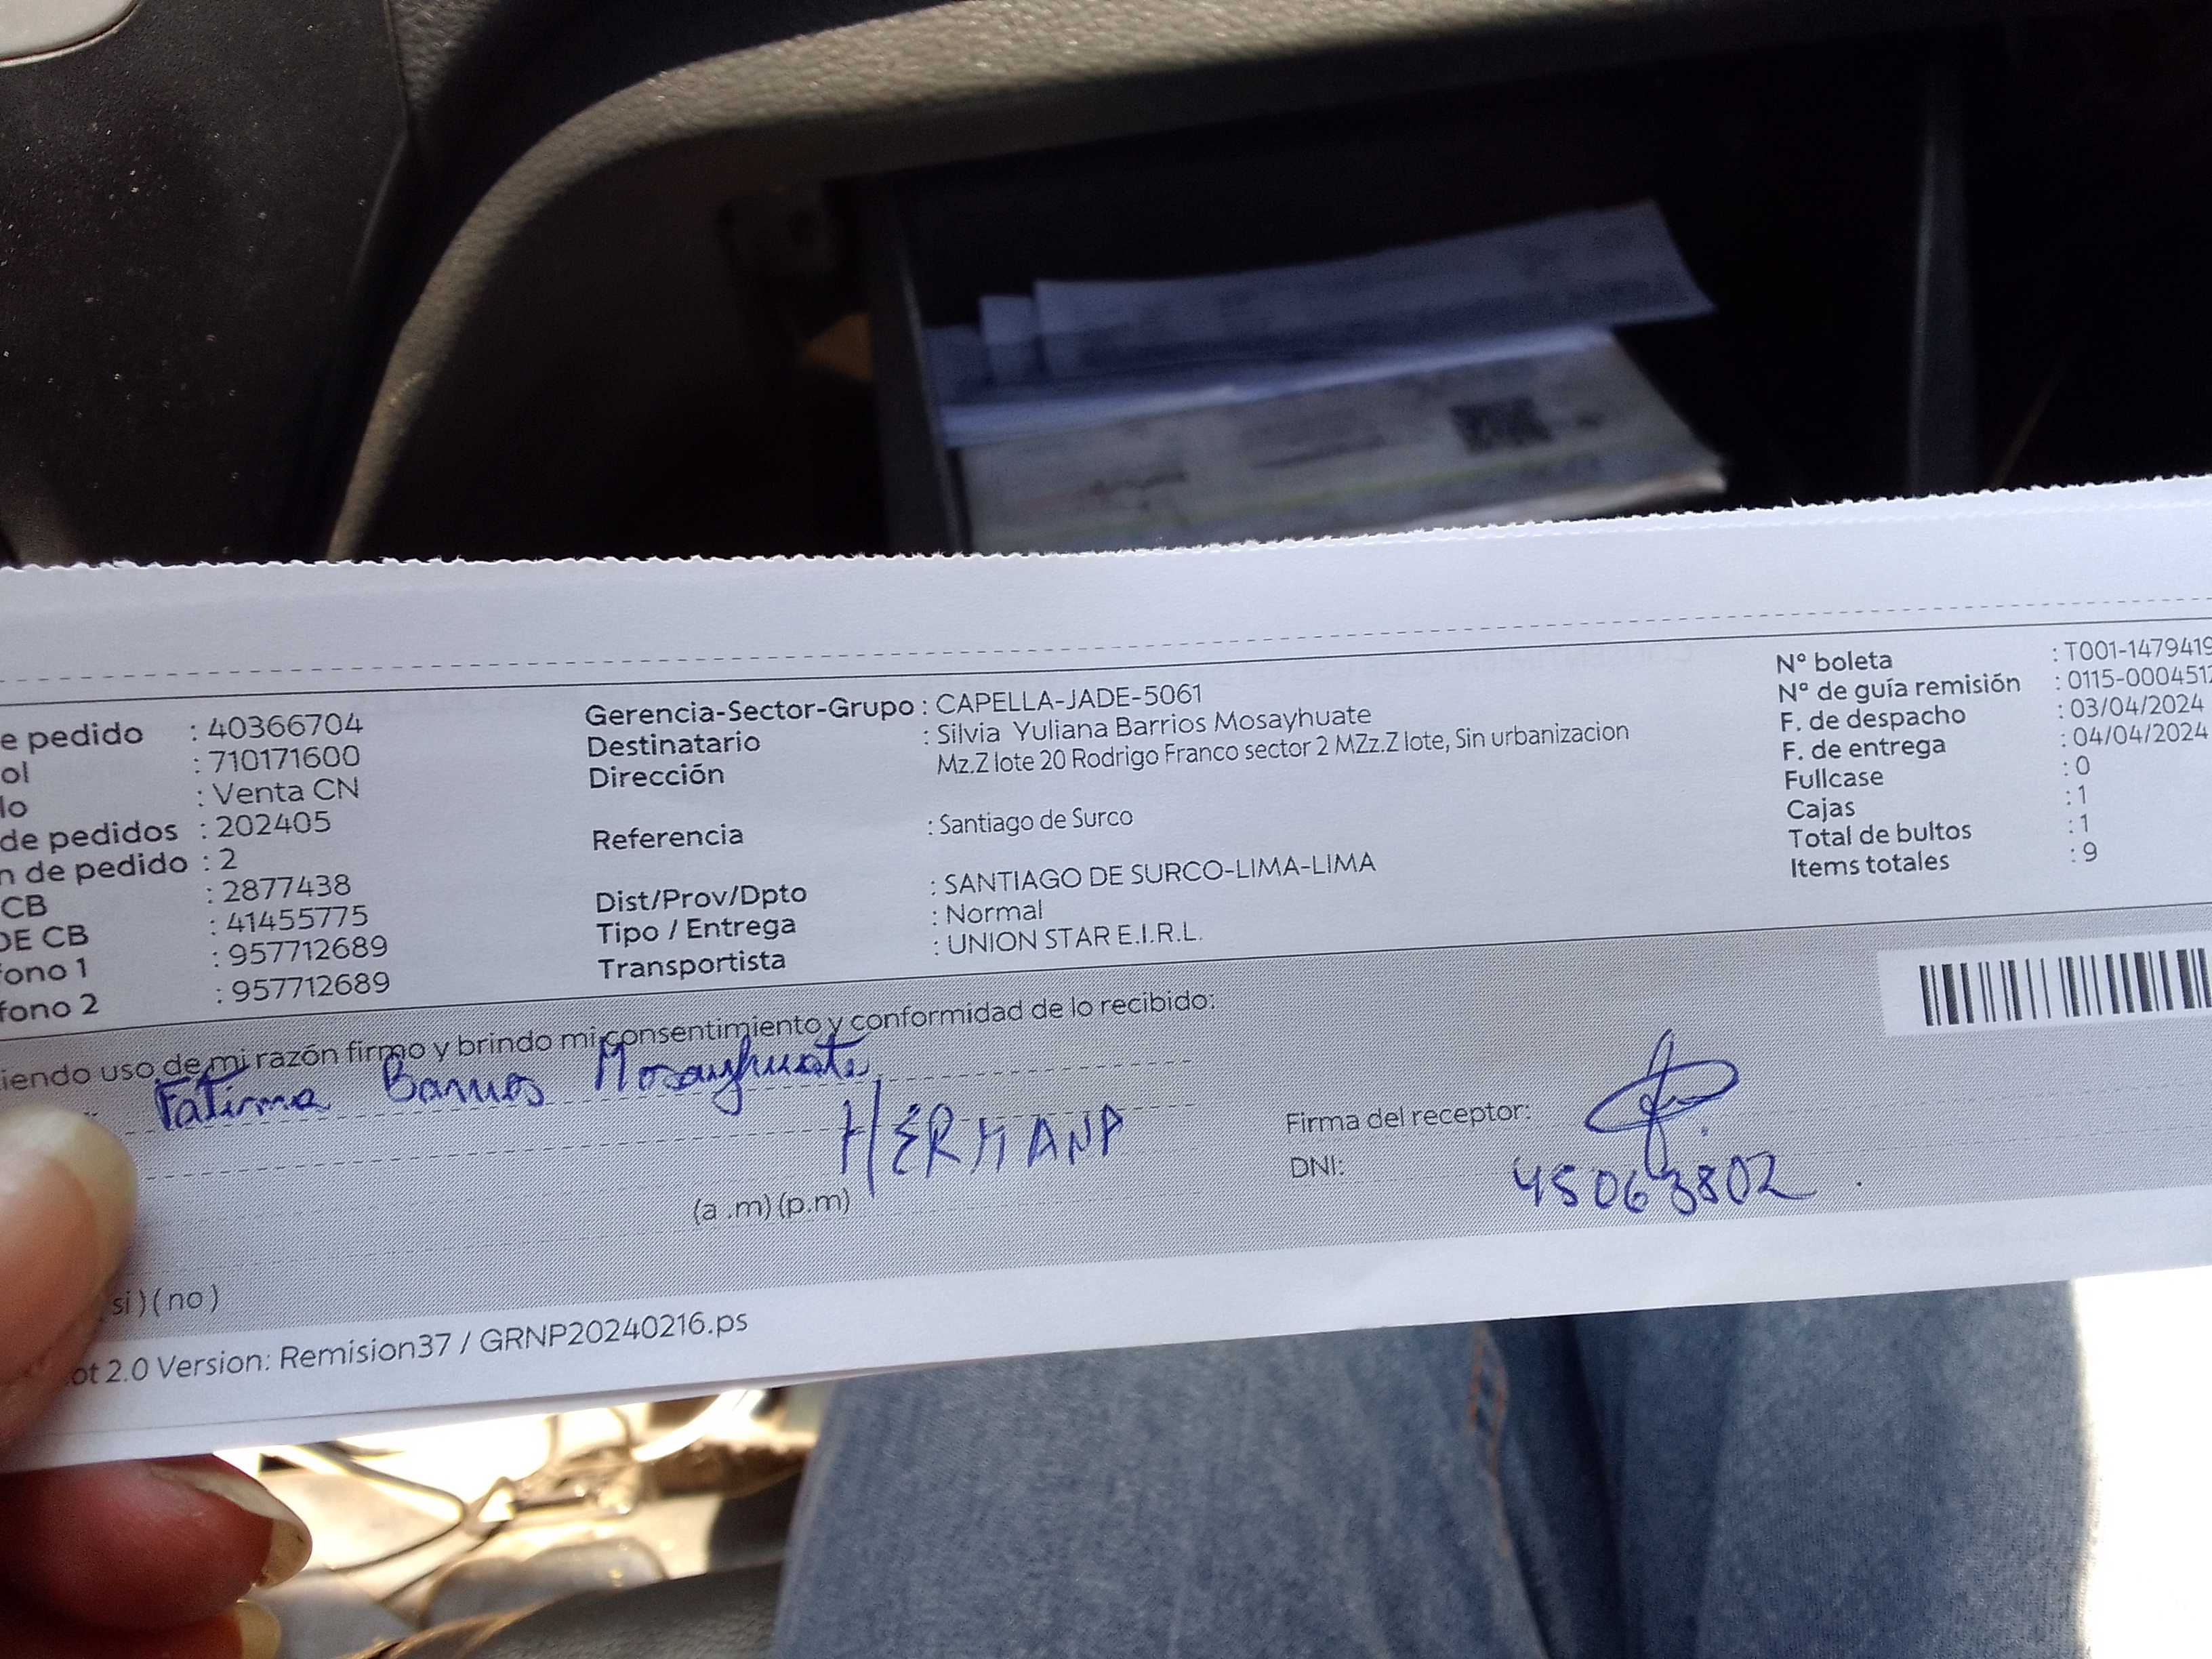 e pedido : 40366704
ol : 710171600
lo : Venta CN
de pedidos : 202405
n de pedido : 2
CB : 2877438
DE CB : 41455775
fono 1 : 957712689
fono 2 : 957712689
Gerencia-Sector-Grupo : CAPELLA-JADE-5061
Destinatario : Silvia Yuliana Barrios Mosayhuate
Dirección Mz.Z lote 20 Rodrigo Franco sector 2 MZz.Z lote, Sin urbanizacion
Referencia : Santiago de Surco
Dist/Prov/Dpto : SANTIAGO DE SURCO-LIMA-LIMA
Tipo / Entrega : Normal
Transportista : UNION STAR E.I.R.L.
N° boleta : T001-1479419
N° de guía remisión : 0115-0004512
F. de despacho : 03/04/2024
F. de entrega : 04/04/2024
Fullcase : 0
Cajas : 1
Total de bultos : 1
Items totales : 9
iendo uso de mi razón firmo y brindo mi consentimiento y conformidad de lo recibido:
Fatima Barrios Mosayhuate
HERMANA
Firma del receptor:
DNI: 45063802
(a .m) (p.m)
si ) ( no )
ot 2.0 Version: Remision37 / GRNP20240216.ps